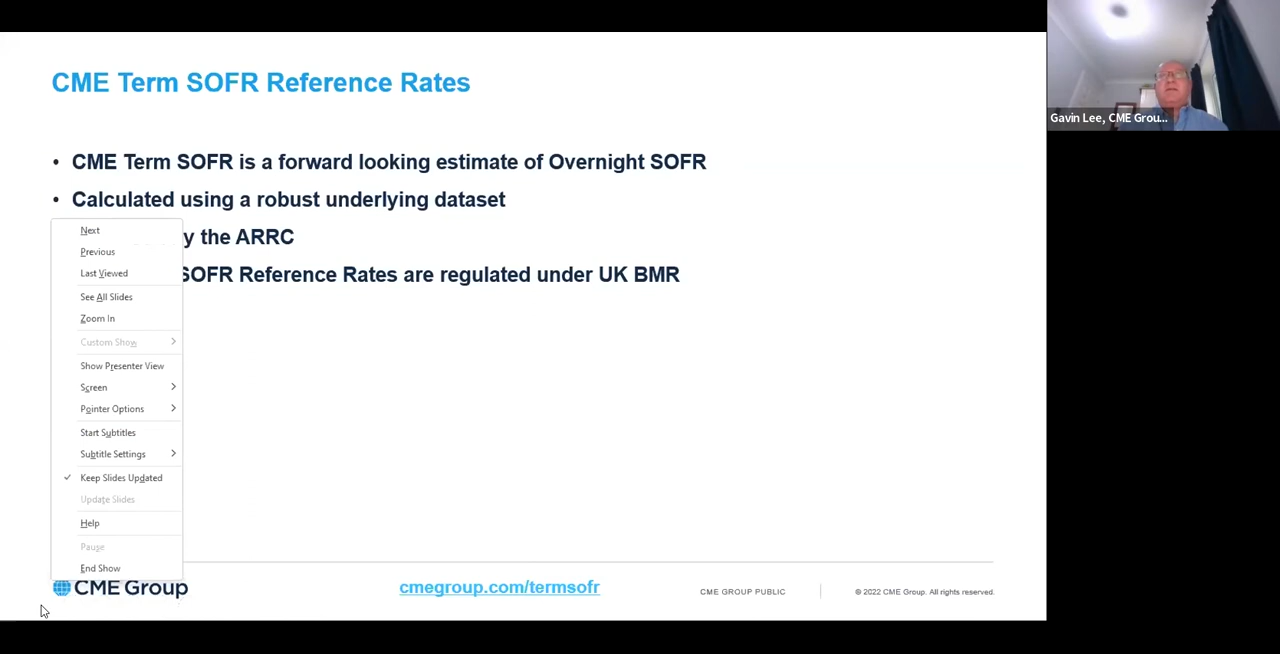 CME Term SOFR Reference Rates
Gavin Lee, CME Grou...
• CME Term SOFR is a forward looking estimate of Overnight SOFR
• Calculated using a robust underlying dataset
y the ARRC
SOFR Reference Rates are regulated under UK BMR
Next
Previous
Last Viewed
See All Slides
Zoom In
Custom Show
Show Presenter View
Screen
Pointer Options
Start Subtitles
Subtitle Settings
Keep Slides Updated
Update Slides
Help
Pause
End Show
CME Group
cmegroup.com/termsofr
CME GROUP PUBLIC
© 2022 CME Group. All rights reserved.